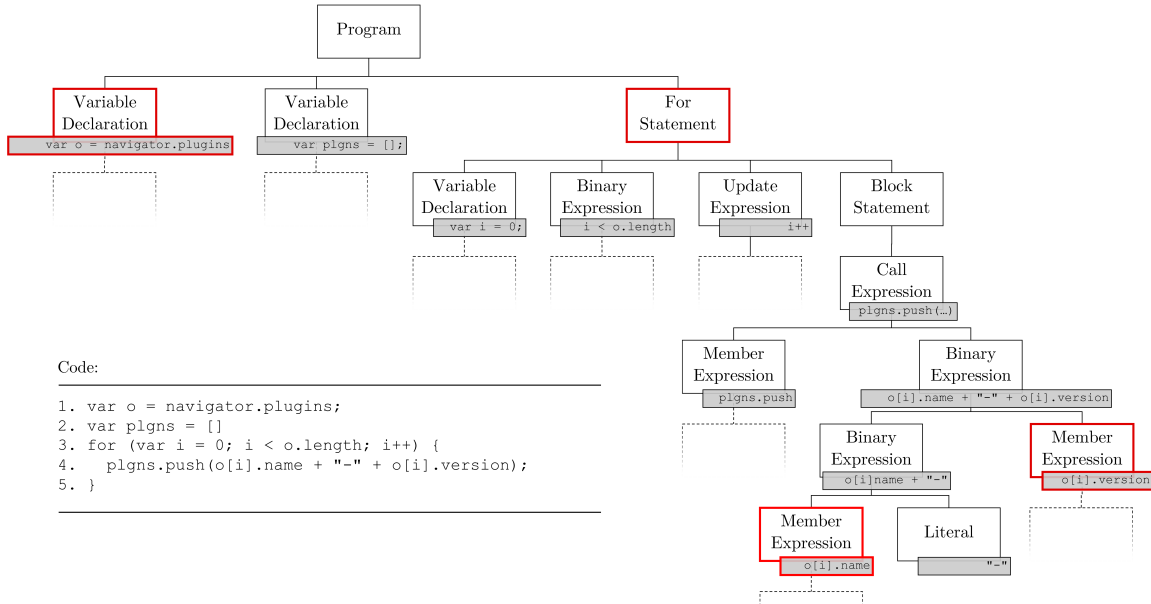 Program
Variable
Declaration
var o = navigator.plugins
Variable
Declaration
var plgns = [];
For
Statement
Variable
Declaration
var i = 0;
Binary
Expression
i < o.length
Update
Expression
i++
Block
Statement
Call
Expression
plgns.push(…)
Member
Expression
plgns.push
Binary
Expression
o[i].name + "-" + o[i].version
Binary
Expression
o[i]name + "-"
Member
Expression
o[i].version
Member
Expression
o[i].name
Literal
"-"
Code:
1. var o = navigator.plugins;
2. var plgns = []
3. for (var i = 0; i < o.length; i++) {
4.   plgns.push(o[i].name + "-" + o[i].version);
5. }